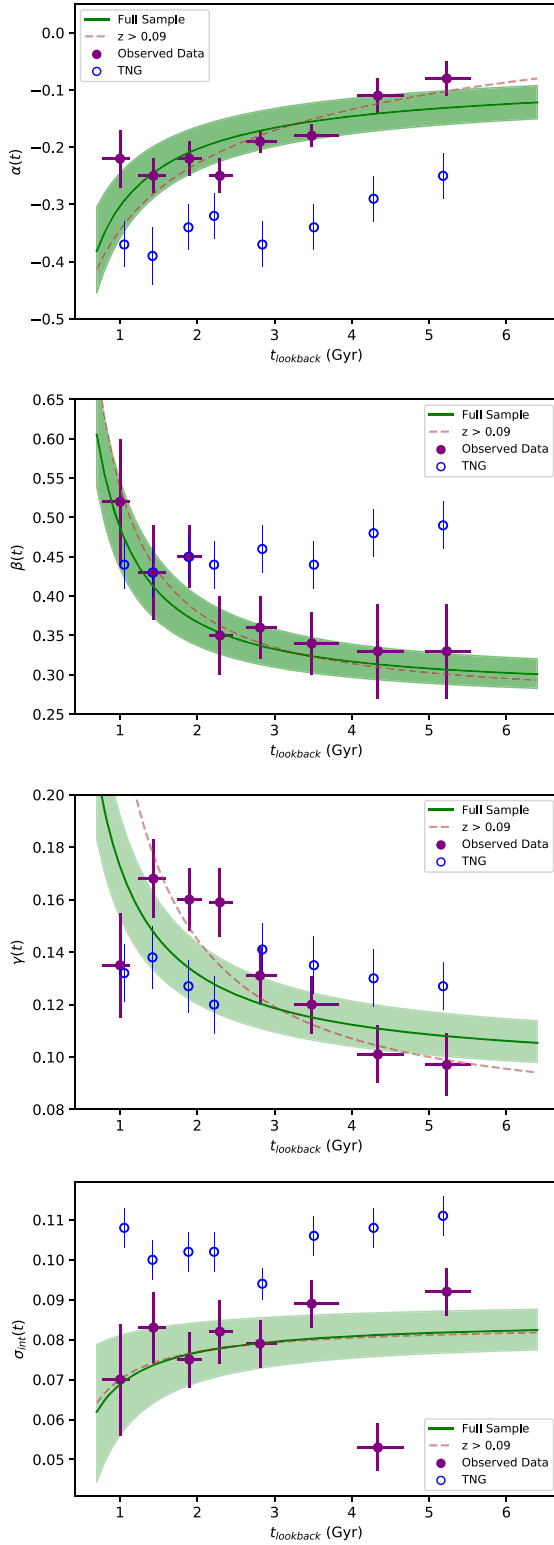 Full Sample
z > 0.09
Observed Data
TNG
0.0
−0.1
−0.2
−0.3
−0.4
−0.5
α(t)
1 2 3 4 5 6
t_lookback (Gyr)
0.65
0.60
0.55
0.50
0.45
0.40
0.35
0.30
0.25
β(t)
Full Sample
z > 0.09
Observed Data
TNG
1 2 3 4 5 6
t_lookback (Gyr)
0.20
0.18
0.16
0.14
0.12
0.10
0.08
γ(t)
Full Sample
z > 0.09
Observed Data
TNG
1 2 3 4 5 6
t_lookback (Gyr)
0.11
0.10
0.09
0.08
0.07
0.06
0.05
σ_int(t)
Full Sample
z > 0.09
Observed Data
TNG
1 2 3 4 5 6
t_lookback (Gyr)